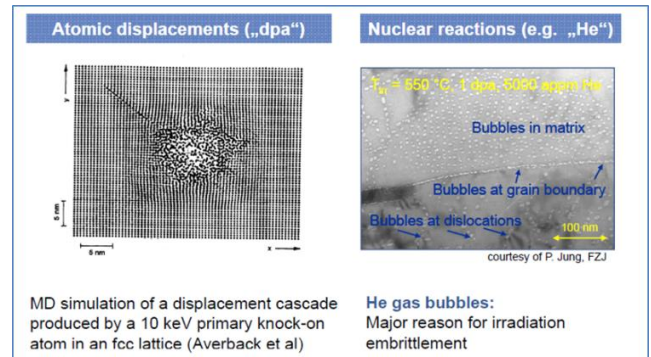 Atomic displacements („dpa“)
Nuclear reactions (e.g. „He“)
y
5 nm
5 nm
x
= 550 °C, 1 dpa, 5000 appm He
Bubbles in matrix
Bubbles at grain boundary
Bubbles at dislocations
100 nm
courtesy of P. Jung, FZJ
MD simulation of a displacement cascade
produced by a 10 keV primary knock-on
atom in an fcc lattice (Averback et al)
He gas bubbles:
Major reason for irradiation
embrittlement